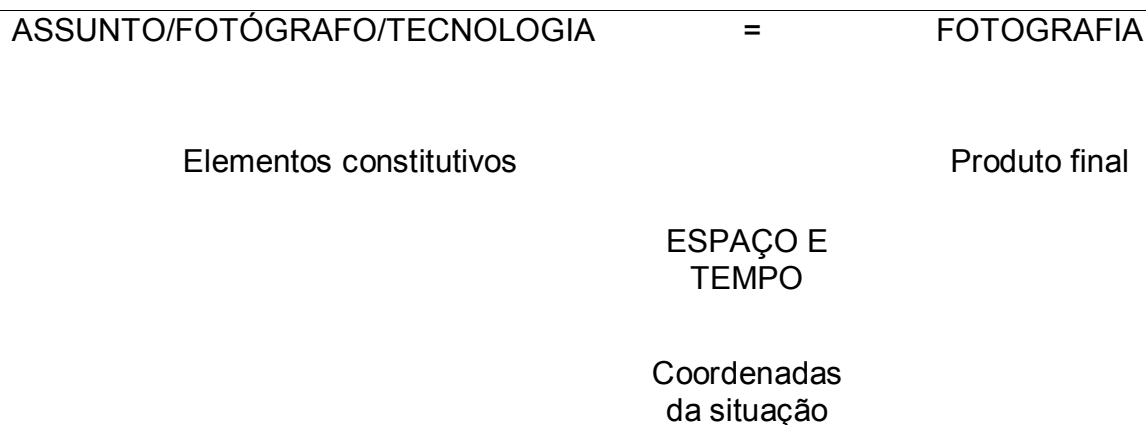 ASSUNTO/FOTÓGRAFO/TECNOLOGIA = FOTOGRAFIA
Elementos constitutivos Produto final
ESPAÇO E
TEMPO
Coordenadas
da situação